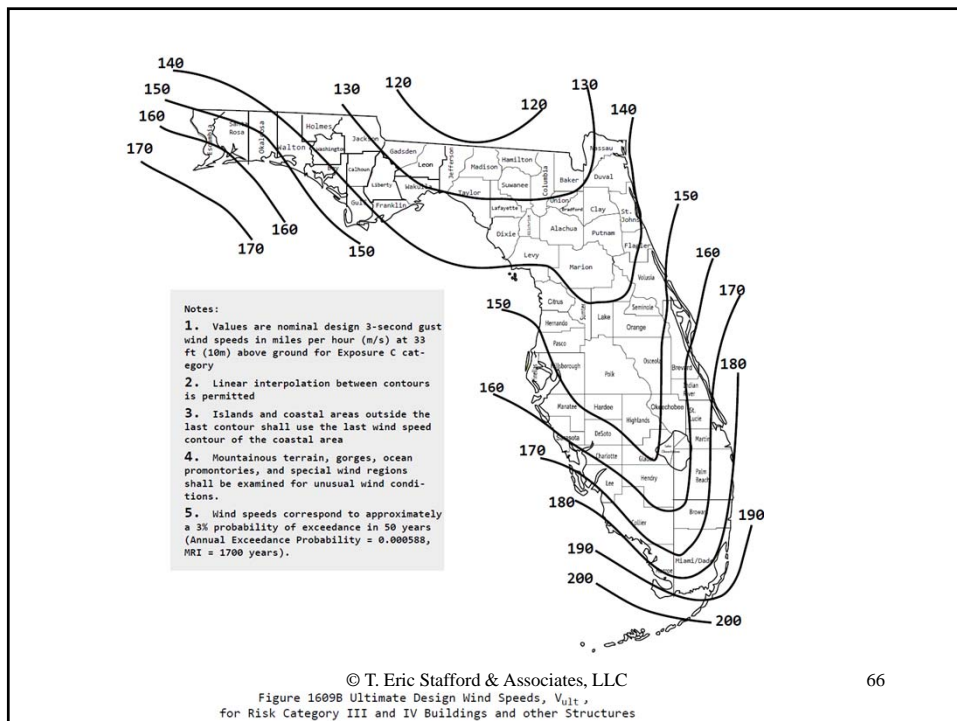 140
150
160
170
130
120
120
130
140
150
160
170
180
190
200
170
160
150
150
160
170
180
190
200
Escambia
Santa
Rosa
Okaloosa
Walton
Holmes
Washington
Jackson
Bay
Calhoun
Gulf
Liberty
Gadsden
Leon
Wakulla
Franklin
Jefferson
Madison
Taylor
Hamilton
Suwanee
Lafayette
Columbia
Baker
Nassau
Duval
Union
Bradford
Clay
St.
Johns
Dixie
Alachua
Putnam
Flagler
Levy
Marion
Volusia
Citrus
Sumter
Lake
Seminole
Hernando
Orange
Pasco
Hillsborough
Polk
Osceola
Brevard
Indian
River
Manatee
Hardee
Highlands
Okeechobee
St.
Lucie
Sarasota
DeSoto
Martin
Charlotte
Glades
Lee
Hendry
Palm
Beach
Collier
Broward
Monroe
Miami/Dade
Notes:
1. Values are nominal design 3-second gust
wind speeds in miles per hour (m/s) at 33
ft (10m) above ground for Exposure C cat-
egory
2. Linear interpolation between contours
is permitted
3. Islands and coastal areas outside the
last contour shall use the last wind speed
contour of the coastal area
4. Mountainous terrain, gorges, ocean
promontories, and special wind regions
shall be examined for unusual wind condi-
tions.
5. Wind speeds correspond to approximately
a 3% probability of exceedance in 50 years
(Annual Exceedance Probability = 0.000588,
MRI = 1700 years).
© T. Eric Stafford & Associates, LLC
66
Figure 1609B Ultimate Design Wind Speeds, Vult ,
for Risk Category III and IV Buildings and other Structures